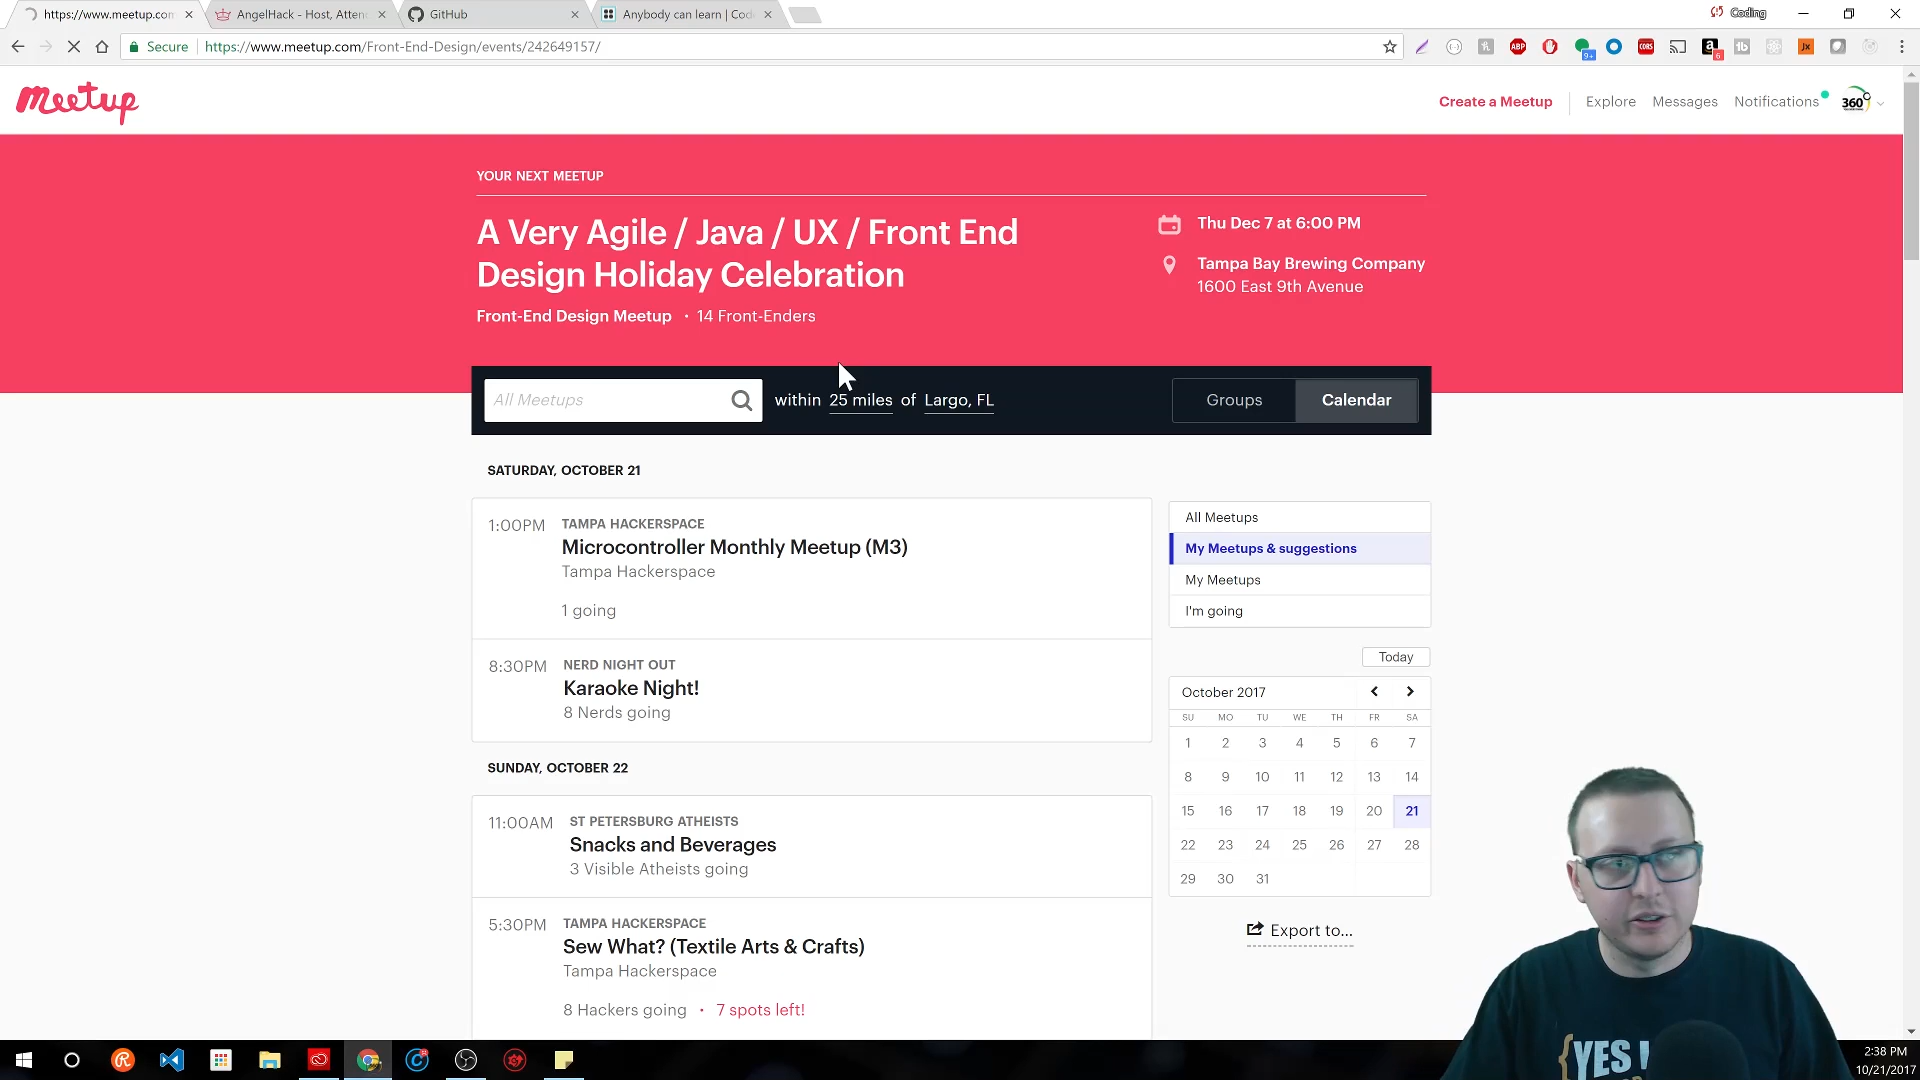 https://www.meetup.com
AngelHack - Host, Atten
GitHub
Anybody can learn | Cod
Coding
Secure
https://www.meetup.com/Front-End-Design/events/242649157/
ABP
9+
CORS
a
6
tb
JX
Meetup
Create a Meetup
Explore
Messages
Notifications
360
YOUR NEXT MEETUP
A Very Agile / Java / UX / Front End
Design Holiday Celebration
Front-End Design Meetup · 14 Front-Enders
Thu Dec 7 at 6:00 PM
Tampa Bay Brewing Company
1600 East 9th Avenue
All Meetups
within 25 miles of Largo, FL
Groups
Calendar
SATURDAY, OCTOBER 21
1:00PM
TAMPA HACKERSPACE
Microcontroller Monthly Meetup (M3)
Tampa Hackerspace
1 going
8:30PM
NERD NIGHT OUT
Karaoke Night!
8 Nerds going
SUNDAY, OCTOBER 22
11:00AM
ST PETERSBURG ATHEISTS
Snacks and Beverages
3 Visible Atheists going
5:30PM
TAMPA HACKERSPACE
Sew What? (Textile Arts & Crafts)
Tampa Hackerspace
8 Hackers going · 7 spots left!
All Meetups
My Meetups & suggestions
My Meetups
I'm going
Today
October 2017
SU MO TU WE TH FR SA
1 2 3 4 5 6 7
8 9 10 11 12 13 14
15 16 17 18 19 20 21
22 23 24 25 26 27 28
29 30 31
Export to...
{YES !
2:38 PM
10/21/2017